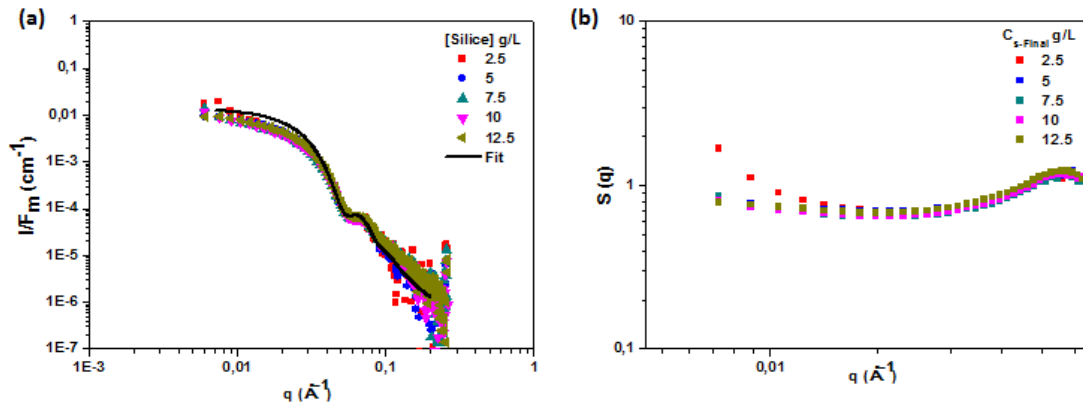 (a)
1
0,1
0,01
1E-3
1E-4
1E-5
1E-6
1E-7
I/F_m (cm⁻¹)
[Silice] g/L
2.5
5
7.5
10
12.5
Fit
1E-3
0,01
0,1
1
q (Å⁻¹)
(b)
10
1
0,1
S (q)
C_s-Final g/L
2.5
5
7.5
10
12.5
0,01
q (Å⁻¹)